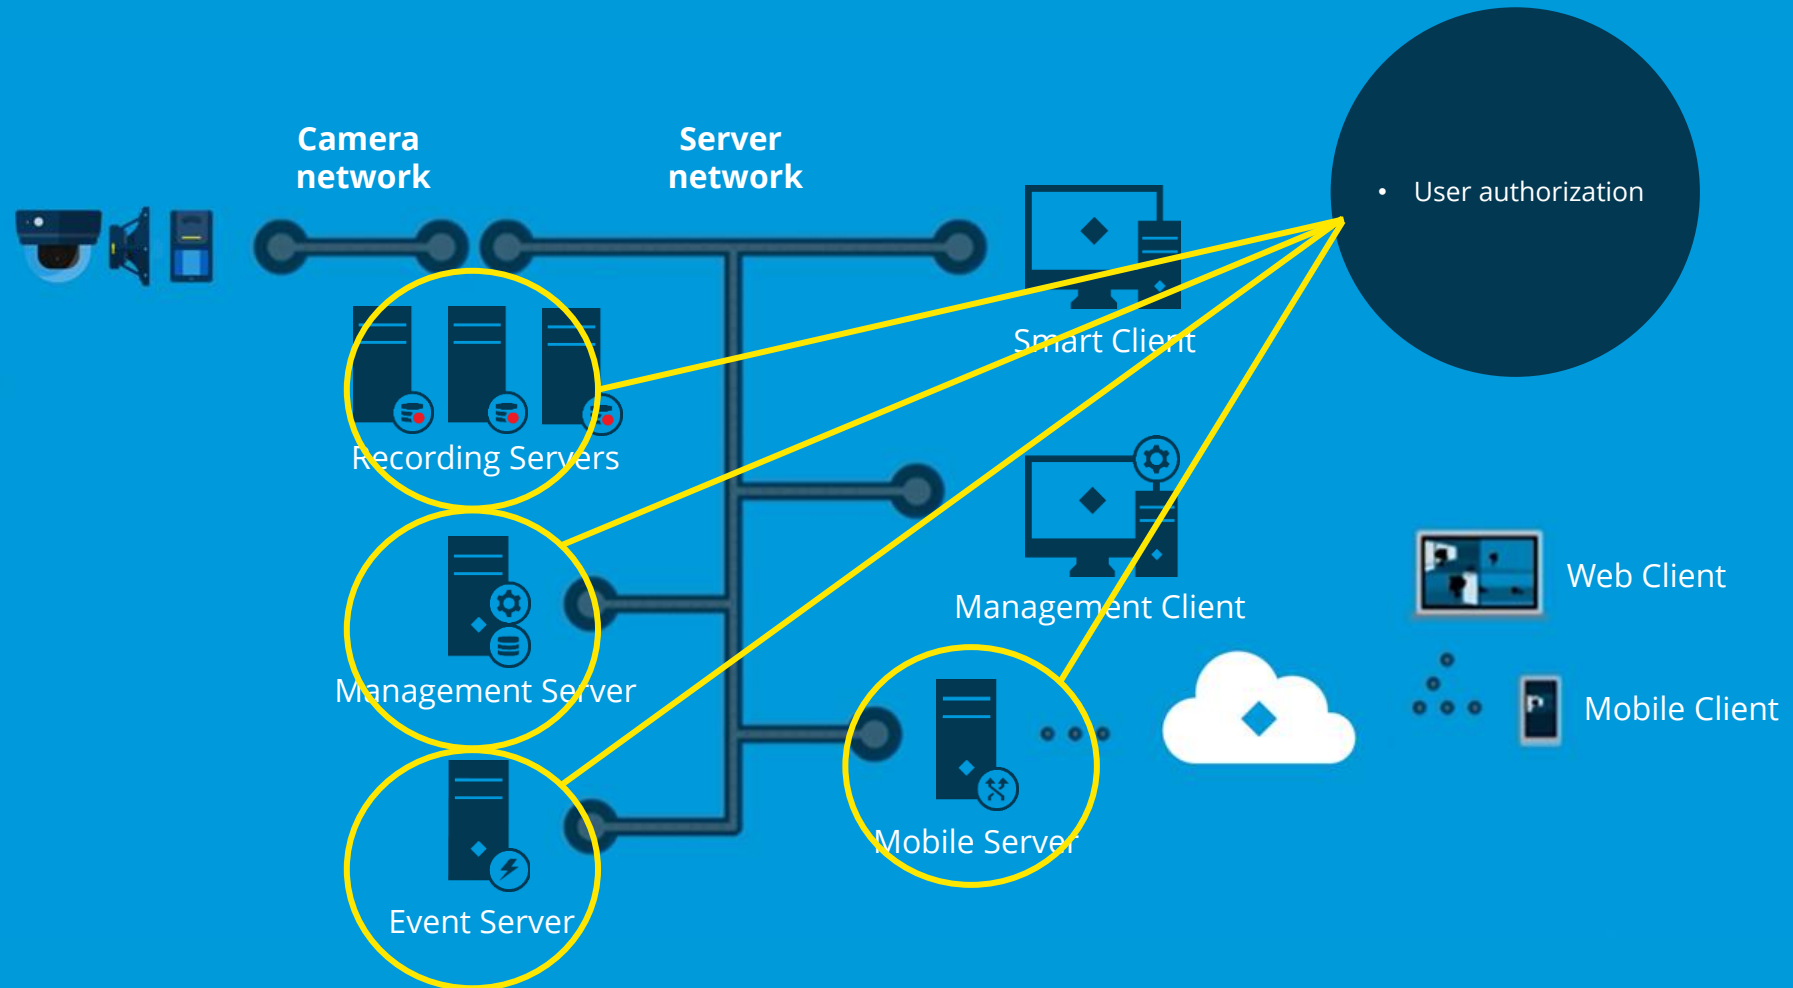 Camera
network
Server
network
• User authorization
Smart Client
Recording Servers
Management Client
Web Client
Management Server
Mobile Client
Mobile Server
Event Server